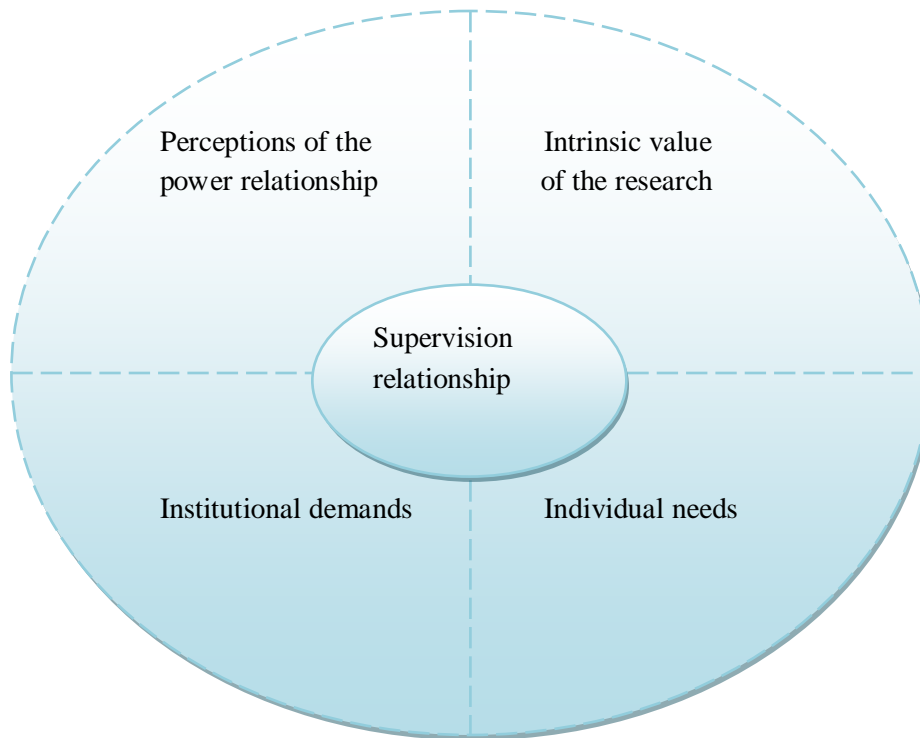 Perceptions of the
power relationship
Intrinsic value
of the research
Supervision
relationship
Institutional demands
Individual needs